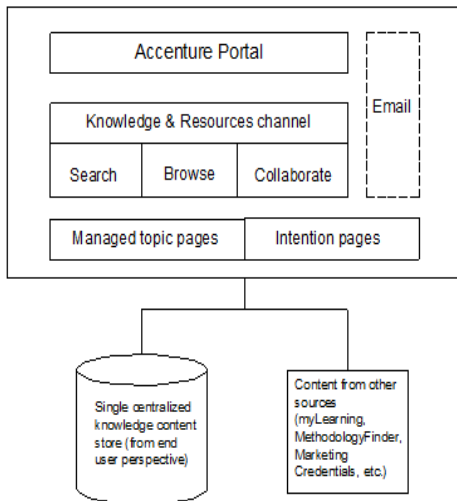 Accenture Portal
Email
Knowledge & Resources channel
Search
Browse
Collaborate
Managed topic pages
Intention pages
Single centralized
knowledge content
store (from end
user perspective)
Content from other
sources
(myLearning,
MethodologyFinder,
Marketing
Credentials, etc.)